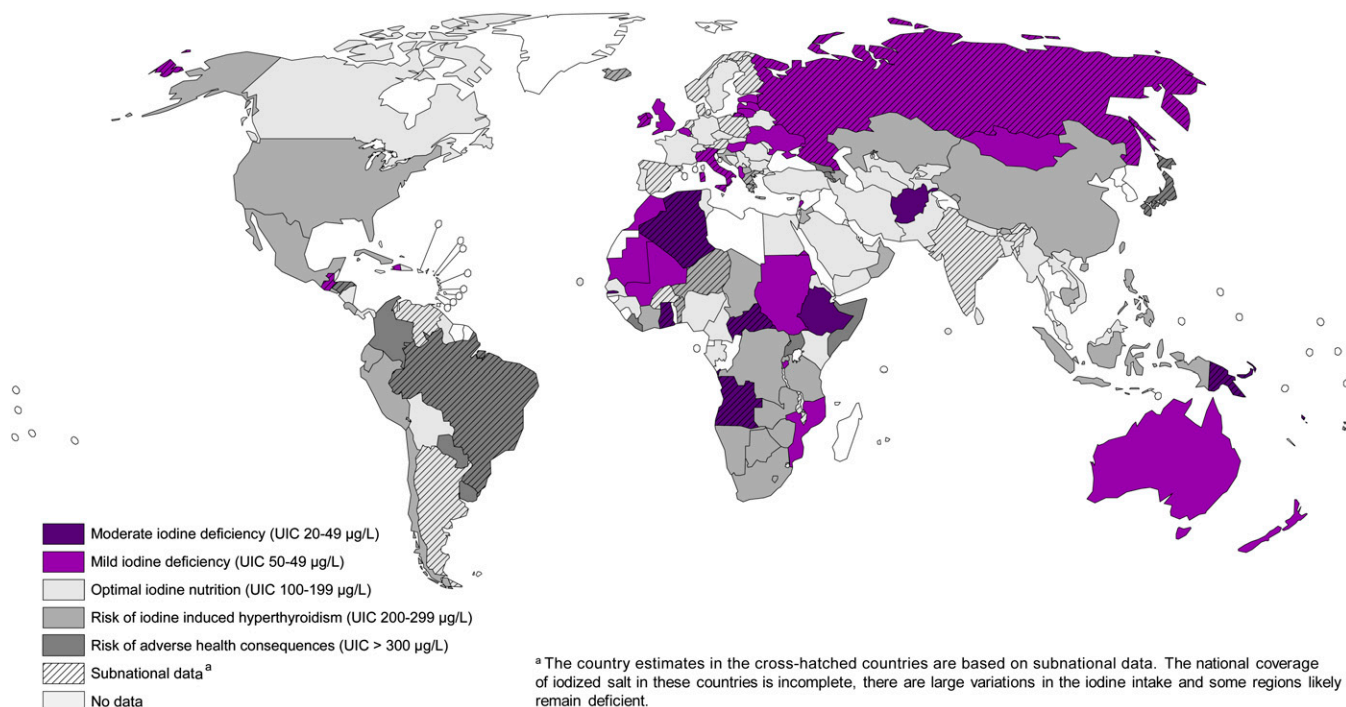 Moderate iodine deficiency (UIC 20-49 µg/L)
Mild iodine deficiency (UIC 50-49 µg/L)
Optimal iodine nutrition (UIC 100-199 µg/L)
Risk of iodine induced hyperthyroidism (UIC 200-299 µg/L)
Risk of adverse health consequences (UIC > 300 µg/L)
Subnational dataa a
No data
a The country estimates in the cross-hatched countries are based on subnational data. The national coverage
of iodized salt in these countries is incomplete, there are large variations in the iodine intake and some regions likely
remain deficient.